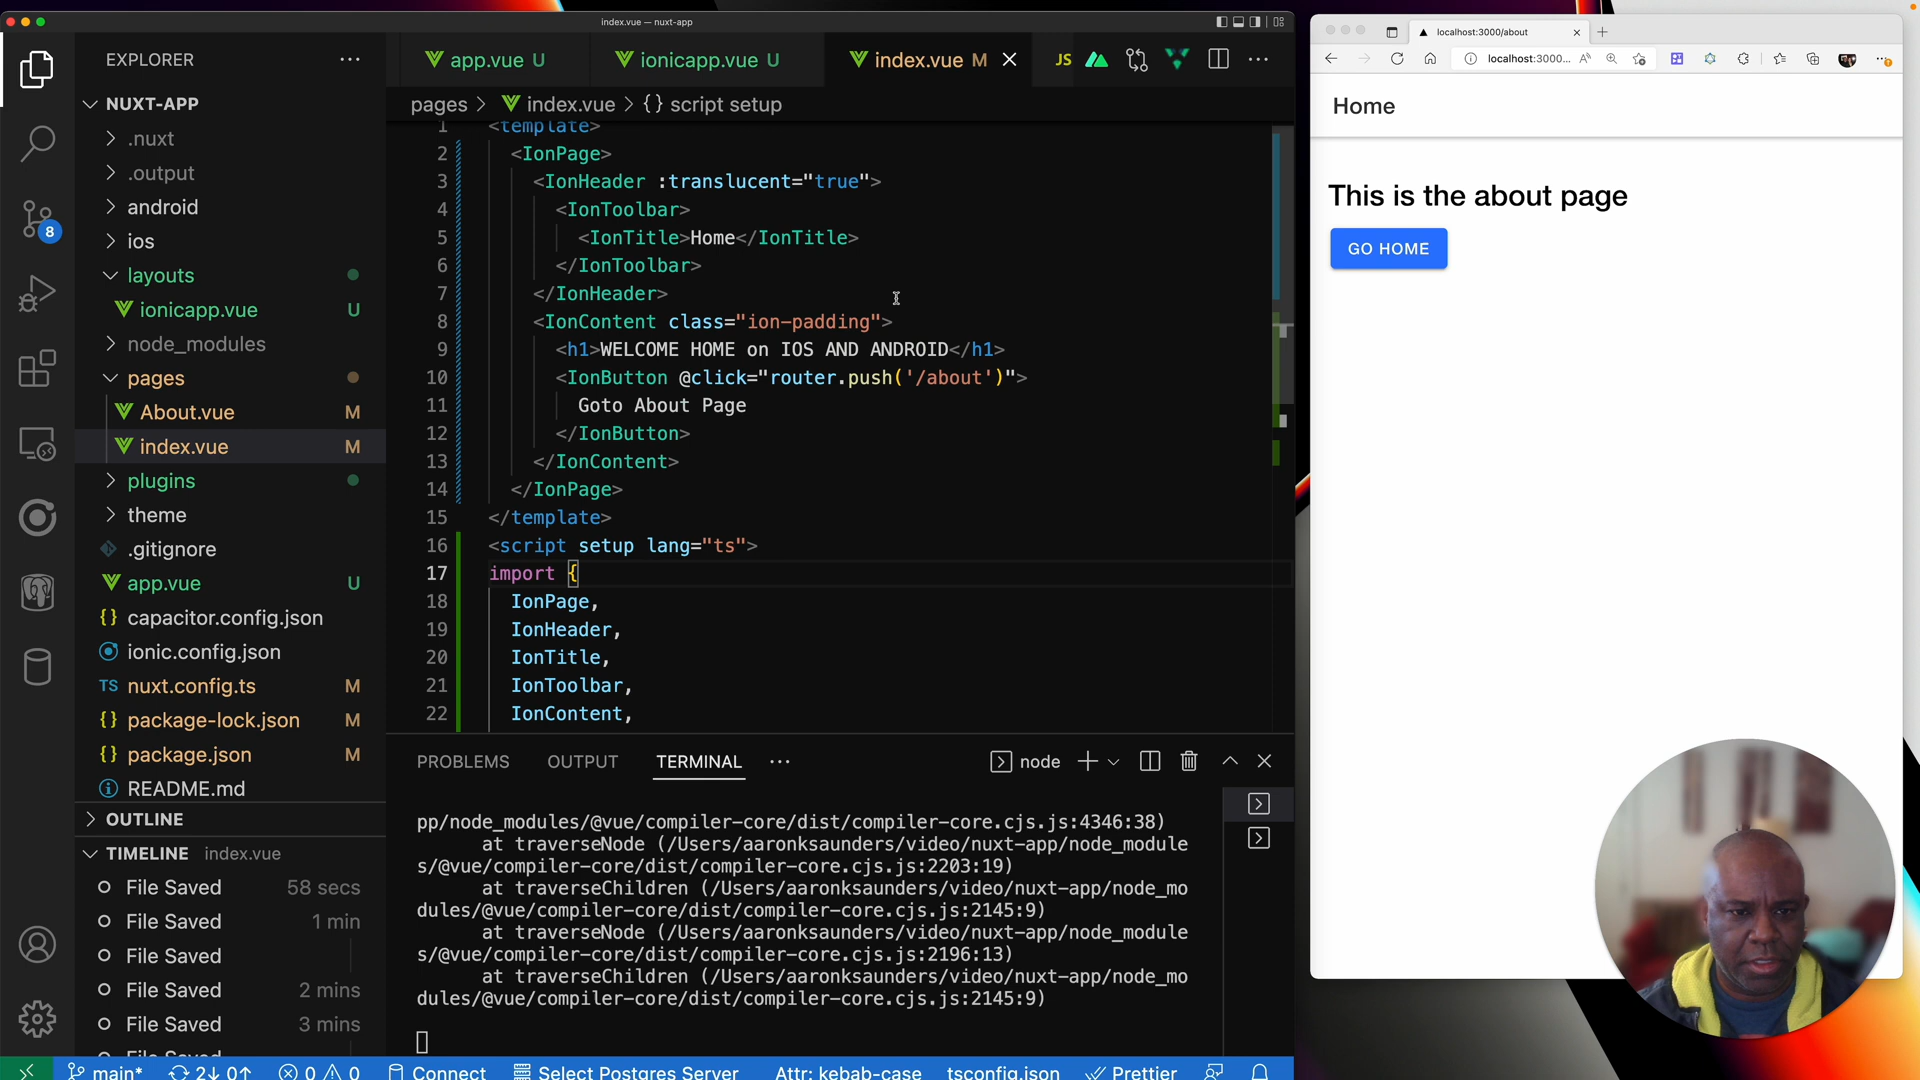 index.vue — nuxt-app
EXPLORER
NUXT-APP
.nuxt
.output
android
ios
layouts
ionicapp.vue U
node_modules
pages
About.vue M
index.vue M
plugins
theme
.gitignore
app.vue U
capacitor.config.json
ionic.config.json
TS nuxt.config.ts M
package-lock.json M
package.json M
README.md
OUTLINE
TIMELINE index.vue
File Saved 58 secs
File Saved 1 min
File Saved
File Saved 2 mins
File Saved 3 mins
8
app.vue U
ionicapp.vue U
index.vue M
JS
pages > index.vue > {} script setup
1 <template>
2 <IonPage>
3 <IonHeader :translucent="true">
4 <IonToolbar>
5 <IonTitle>Home</IonTitle>
6 </IonToolbar>
7 </IonHeader>
8 <IonContent class="ion-padding">
9 <h1>WELCOME HOME on IOS AND ANDROID</h1>
10 <IonButton @click="router.push('/about')">
11 Goto About Page
12 </IonButton>
13 </IonContent>
14 </IonPage>
15 </template>
16 <script setup lang="ts">
17 import {
18 IonPage,
19 IonHeader,
20 IonTitle,
21 IonToolbar,
22 IonContent,
PROBLEMS OUTPUT TERMINAL
node
pp/node_modules/@vue/compiler-core/dist/compiler-core.cjs.js:4346:38)
at traverseNode (/Users/aaronksaunders/video/nuxt-app/node_module
s/@vue/compiler-core/dist/compiler-core.cjs.js:2203:19)
at traverseChildren (/Users/aaronksaunders/video/nuxt-app/node_mo
dules/@vue/compiler-core/dist/compiler-core.cjs.js:2145:9)
at traverseNode (/Users/aaronksaunders/video/nuxt-app/node_module
s/@vue/compiler-core/dist/compiler-core.cjs.js:2196:13)
at traverseChildren (/Users/aaronksaunders/video/nuxt-app/node_mo
dules/@vue/compiler-core/dist/compiler-core.cjs.js:2145:9)
main* 2↓ 0↑ 0 0 Connect Select Postgres Server Attr: kebab-case tsconfig.json Prettier
localhost:3000/about
localhost:3000...
Home
This is the about page
GO HOME